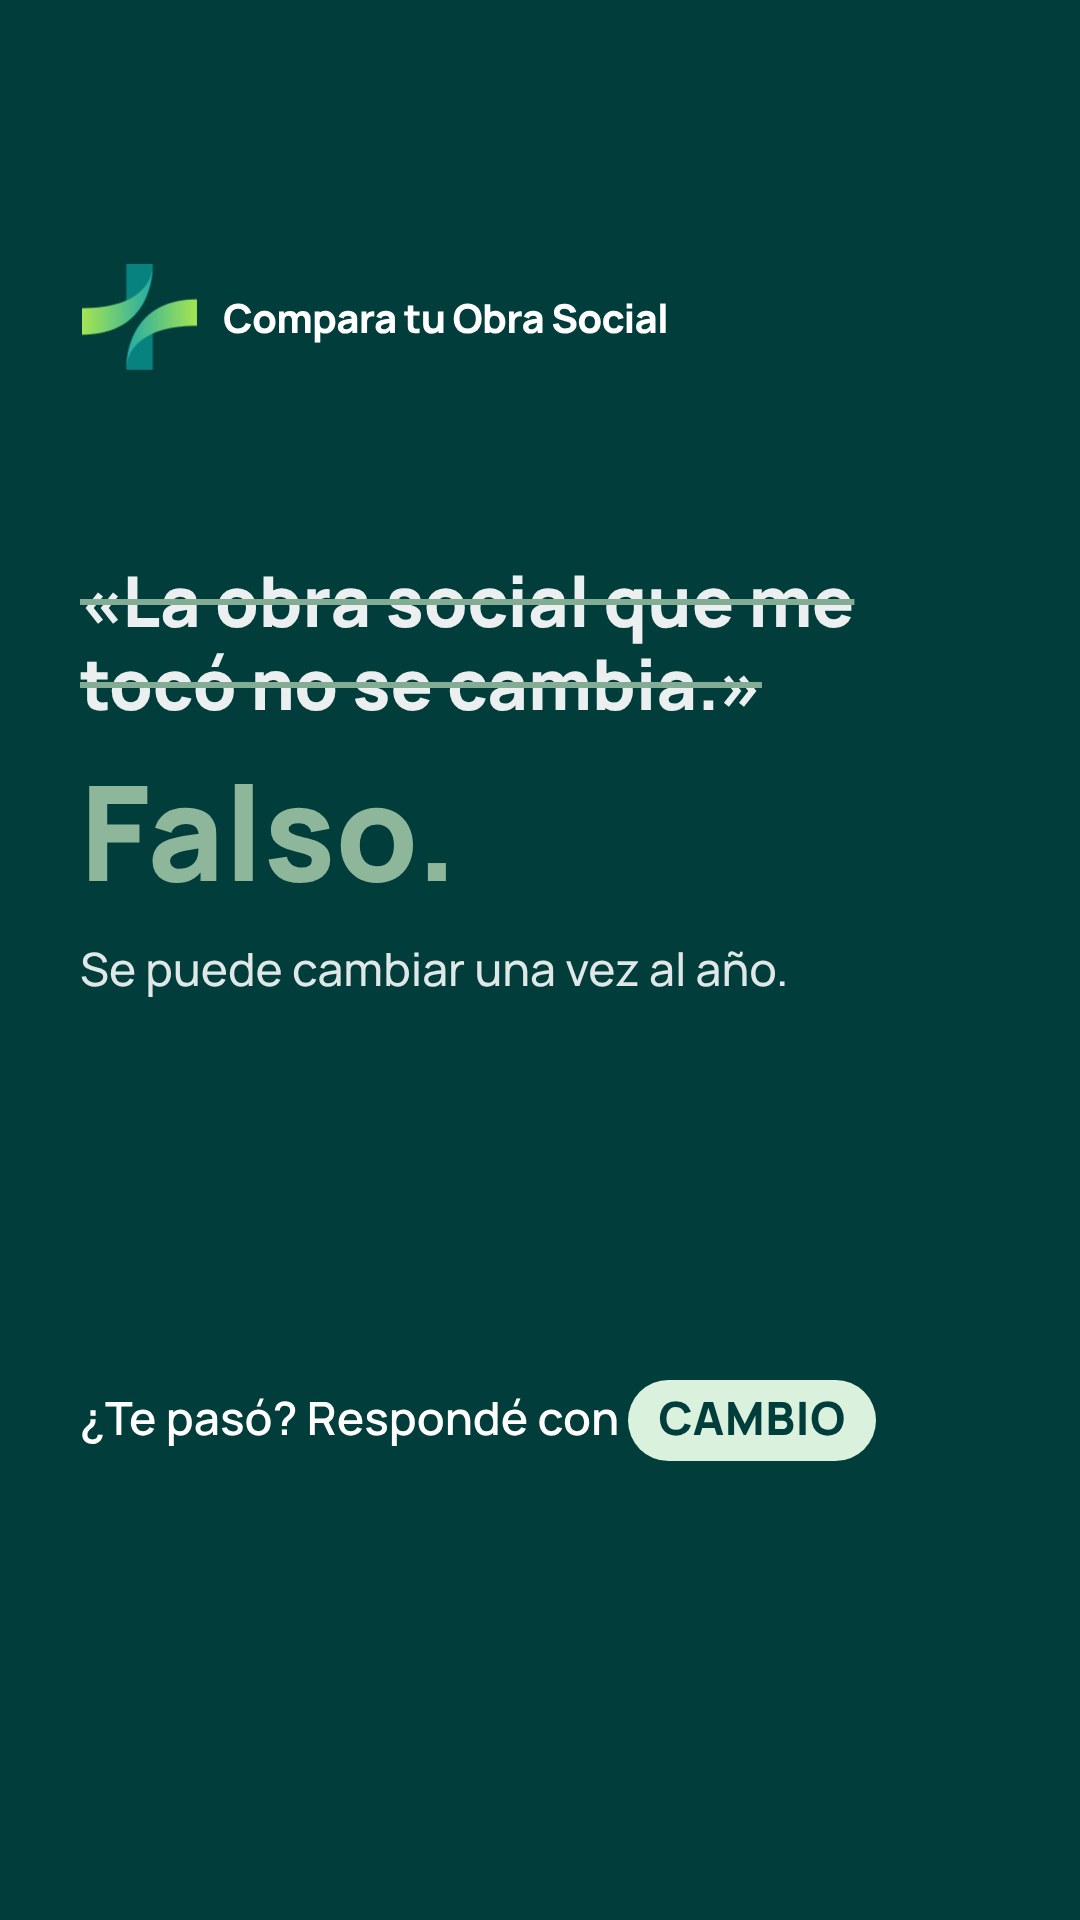 Compara tu Obra Social
«La obra social que me
tocó no se cambia.»
Falso.
Se puede cambiar una vez al año.
¿Te pasó? Respondé con CAMBIO